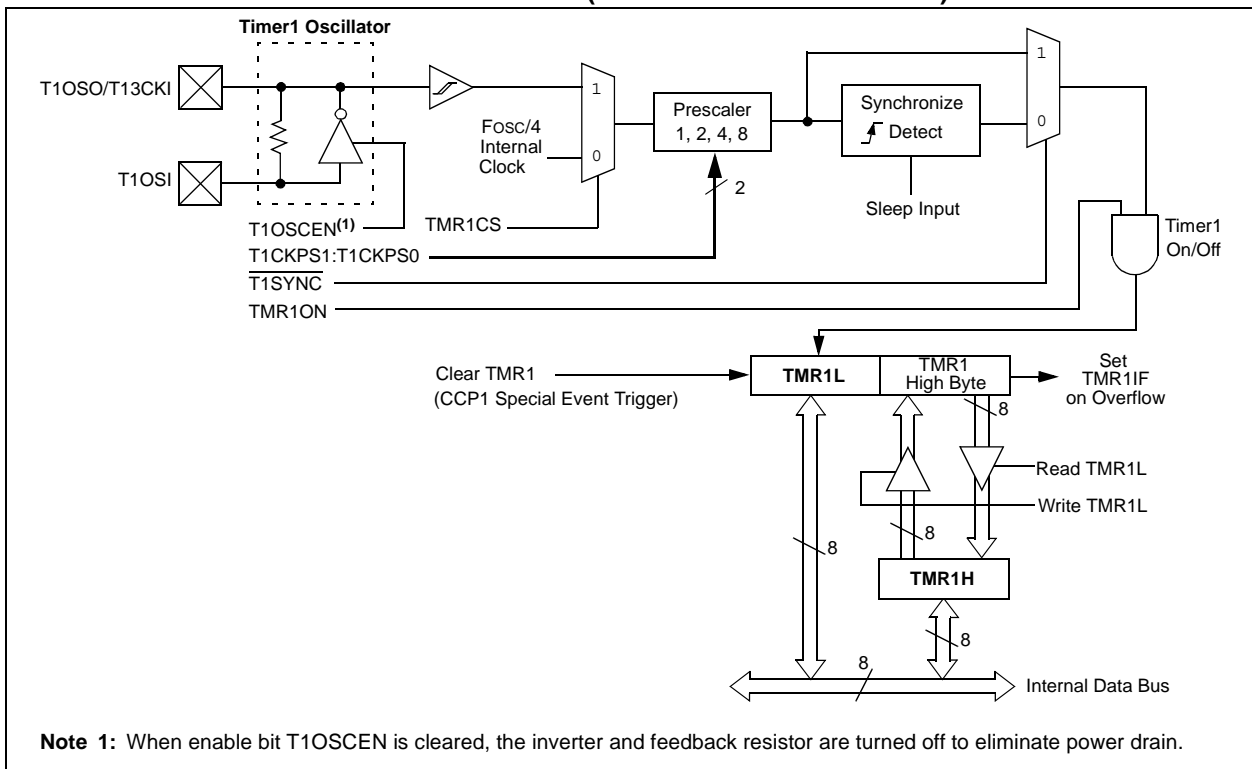 Timer1 Oscillator
T1OSO/T13CKI
T1OSI
1
0
FOSC/4
Internal
Clock
Prescaler
1, 2, 4, 8
2
Synchronize
Detect
Sleep Input
1
0
T1OSCEN(1)
TMR1CS
T1CKPS1:T1CKPS0
T1SYNC
TMR1ON
Timer1
On/Off
Clear TMR1
(CCP1 Special Event Trigger)
TMR1L
TMR1
High Byte
Set
TMR1IF
on Overflow
8
Read TMR1L
Write TMR1L
8
8
TMR1H
8
8
Internal Data Bus
Note 1: When enable bit T1OSCEN is cleared, the inverter and feedback resistor are turned off to eliminate power drain.